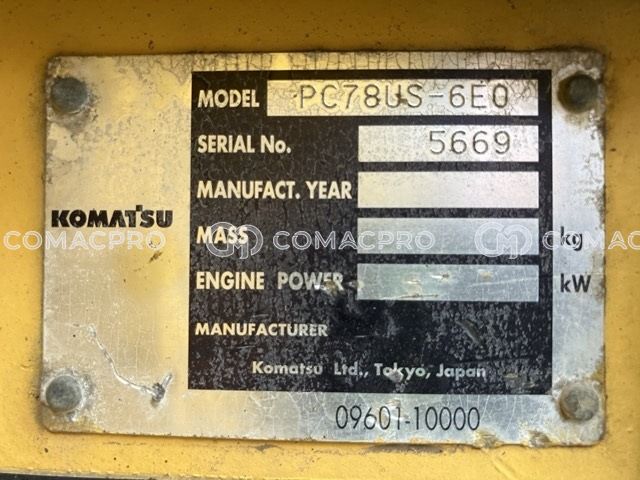 MODEL PC78US-6E0
SERIAL No. 5669
MANUFACT. YEAR
KOMATSU
MASS kg
COMACPRO COMACPRO COMACPRO
ENGINE POWER kW
MANUFACTURER
Komatsu Ltd., Tokyo, Japan
09601-10000